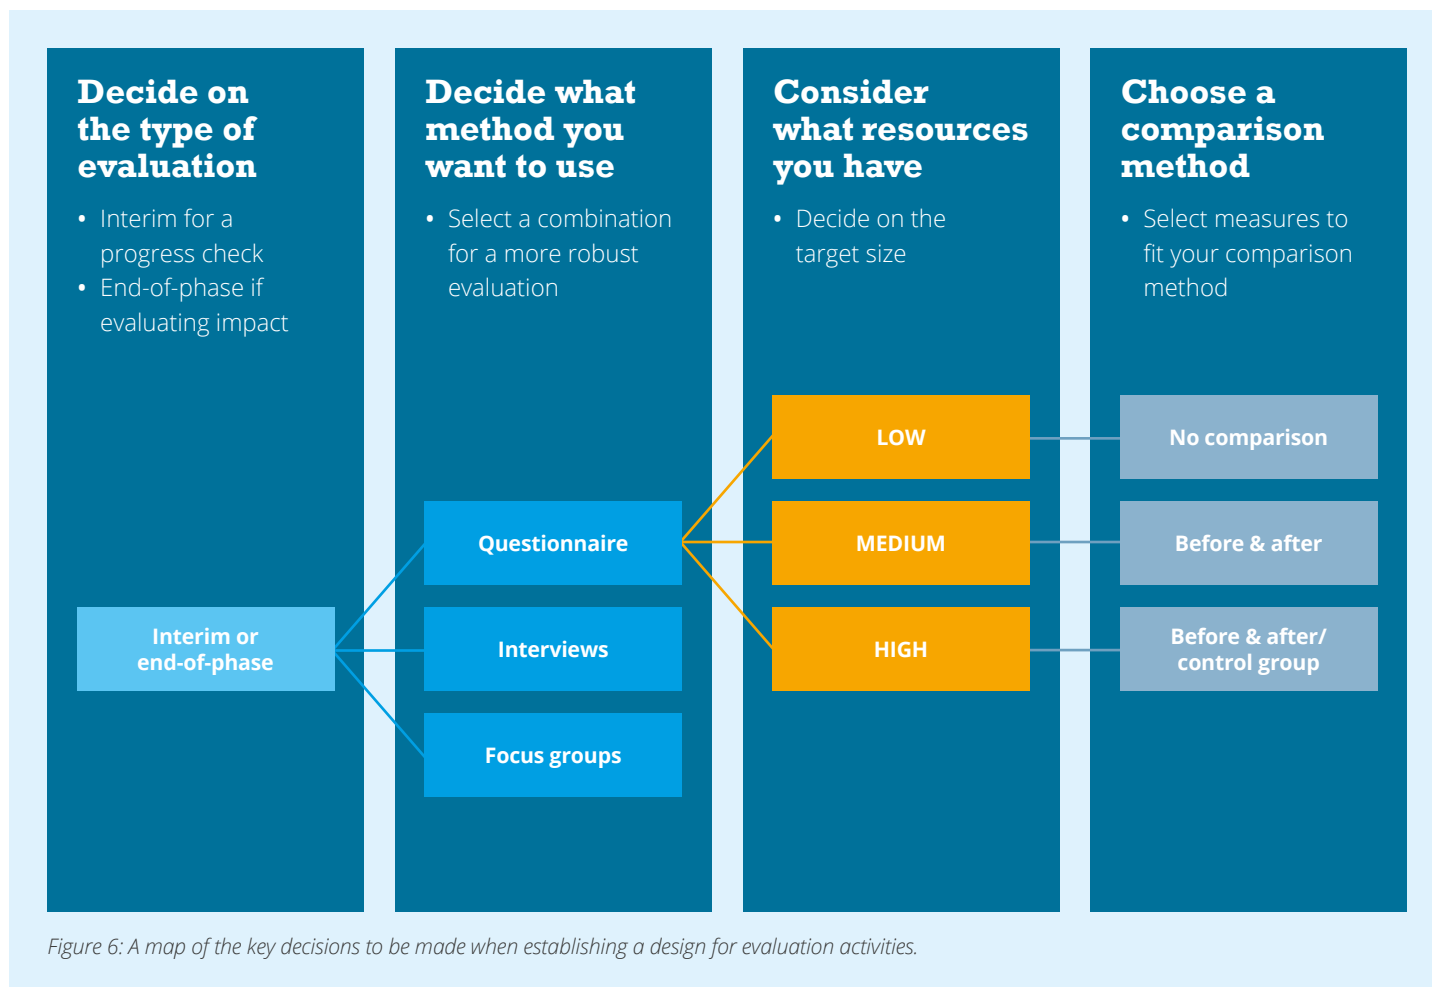 Decide on
the type of
evaluation
• Interim for a
progress check
• End-of-phase if
evaluating impact
Interim or
end-of-phase
Decide what
method you
want to use
• Select a combination
for a more robust
evaluation
Questionnaire
Interviews
Focus groups
Consider
what resources
you have
• Decide on the
target size
LOW
MEDIUM
HIGH
Choose a
comparison
method
• Select measures to
fit your comparison
method
No comparison
Before & after
Before & after/
control group
Figure 6: A map of the key decisions to be made when establishing a design for evaluation activities.